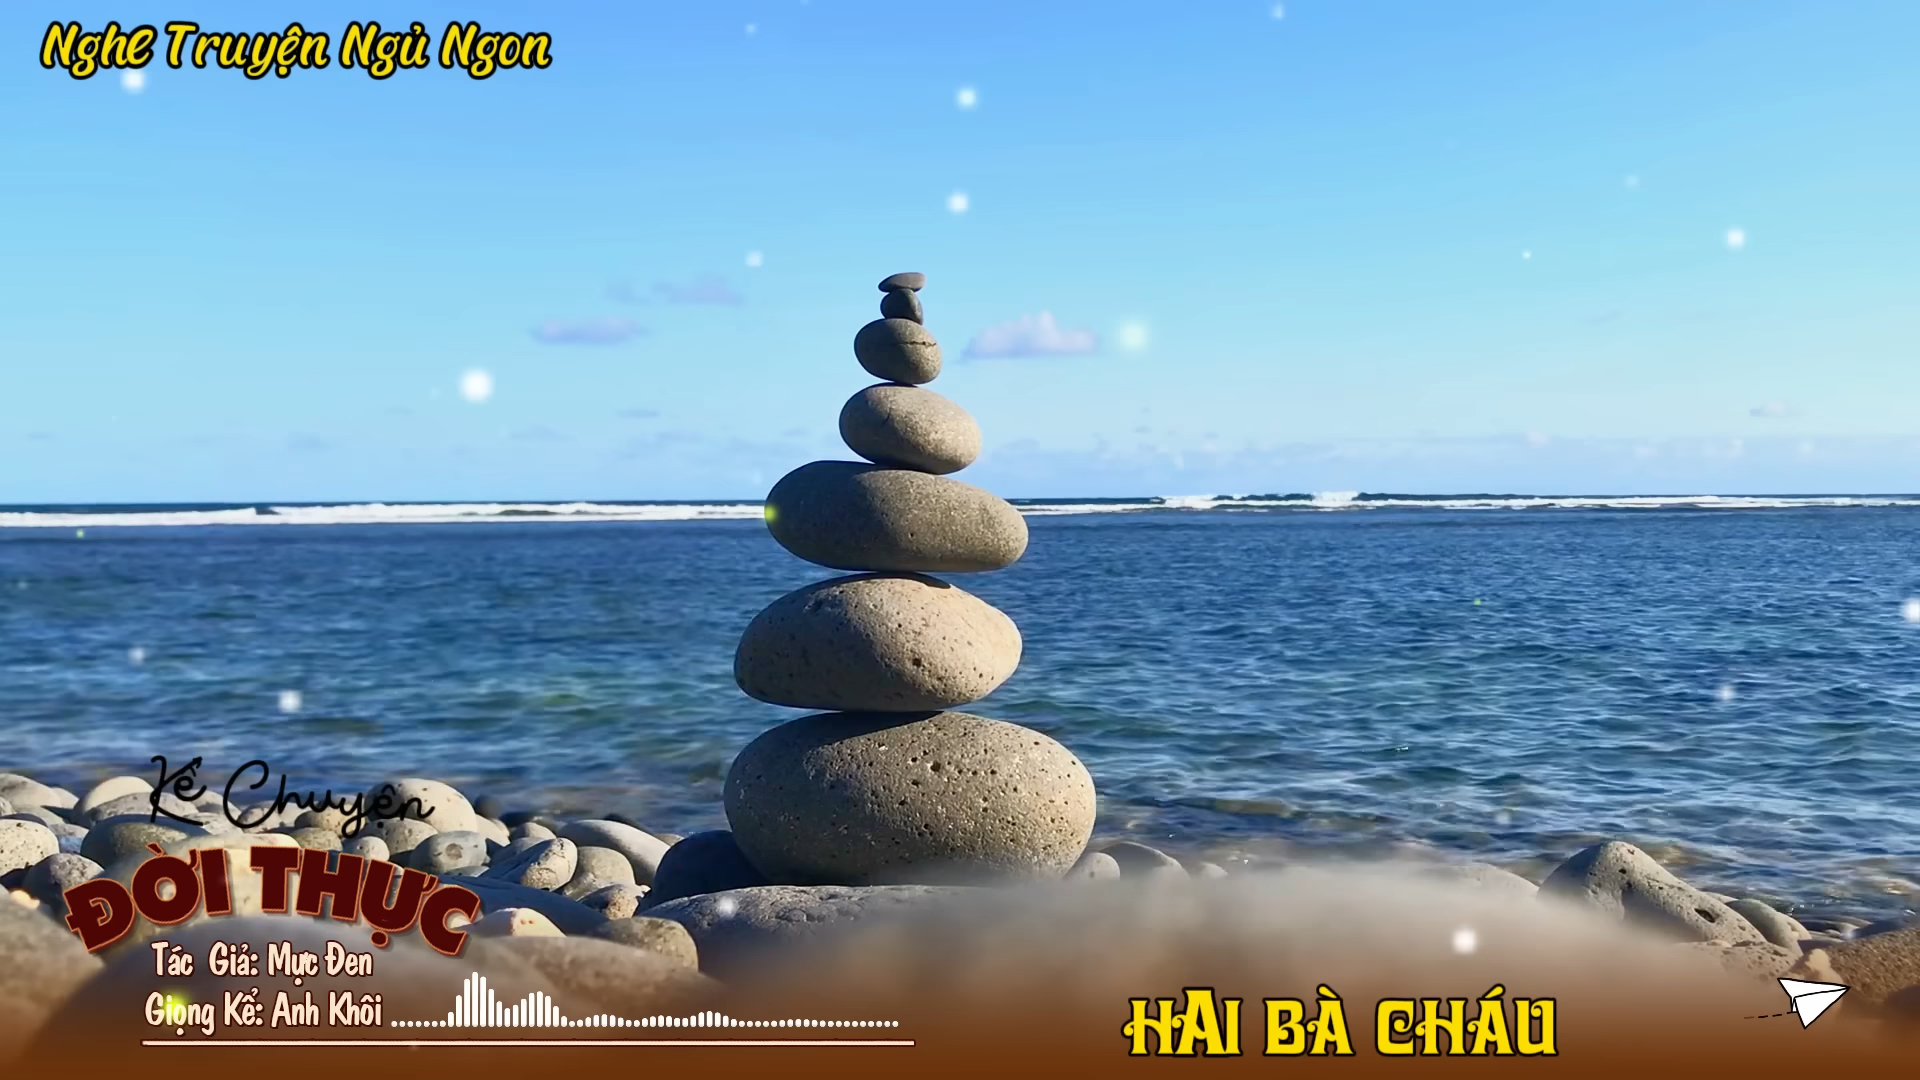 Nghe Truyện Ngủ Ngon
Kể Chuyện
ĐỜI THỰC
Tác Giả: Mực Đen
Giọng Kể: Anh Khôi
HAI BÀ CHÁU